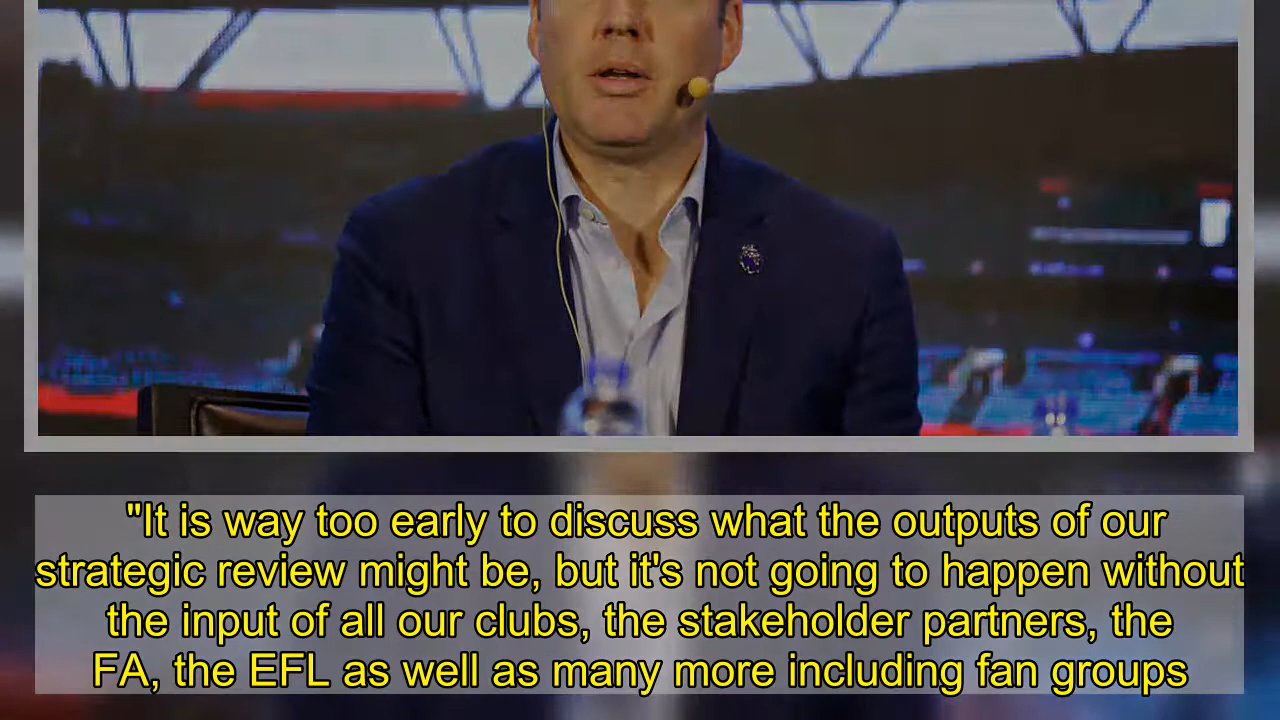 "It is way too early to discuss what the outputs of our
strategic review might be, but it's not going to happen without
the input of all our clubs, the stakeholder partners, the
FA, the EFL as well as many more including fan groups